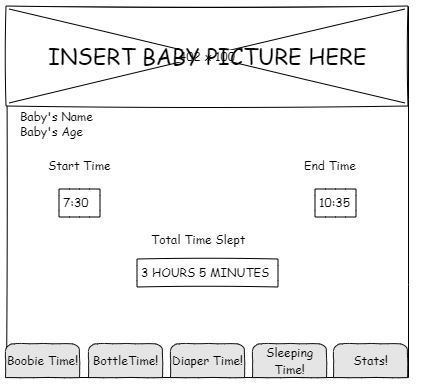 INSERT BABY PICTURE HERE
402 x 100
Baby's Name
Baby's Age
Start Time
End Time
7:30
10:35
Total Time Slept
3 HOURS 5 MINUTES
Boobie Time!
BottleTime!
Diaper Time!
Sleeping
Time!
Stats!